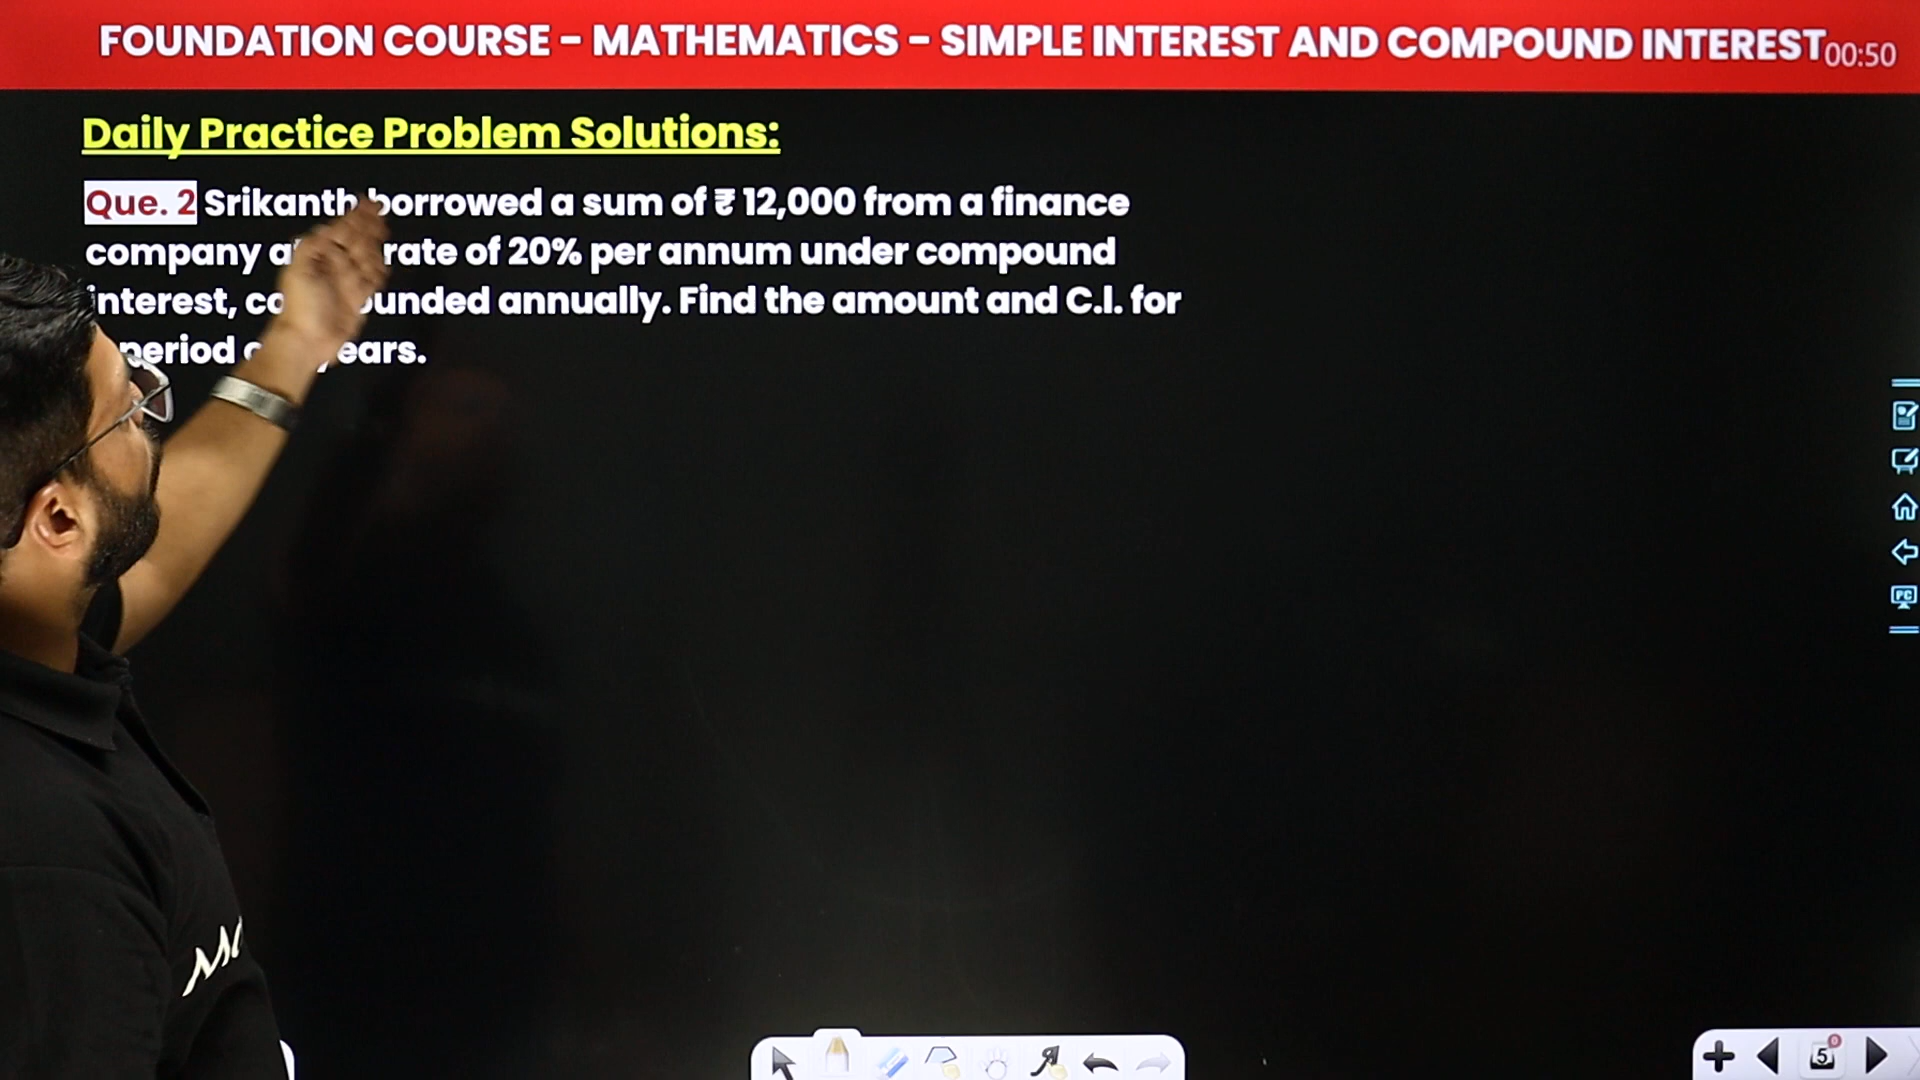 FOUNDATION COURSE - MATHEMATICS - SIMPLE INTEREST AND COMPOUND INTEREST
00:50
Daily Practice Problem Solutions:
Que. 2 Srikanth borrowed a sum of ₹ 12,000 from a finance
company rate of 20% per annum under compound
interest, annually. Find the amount and C.I. for
period
PC
5
0